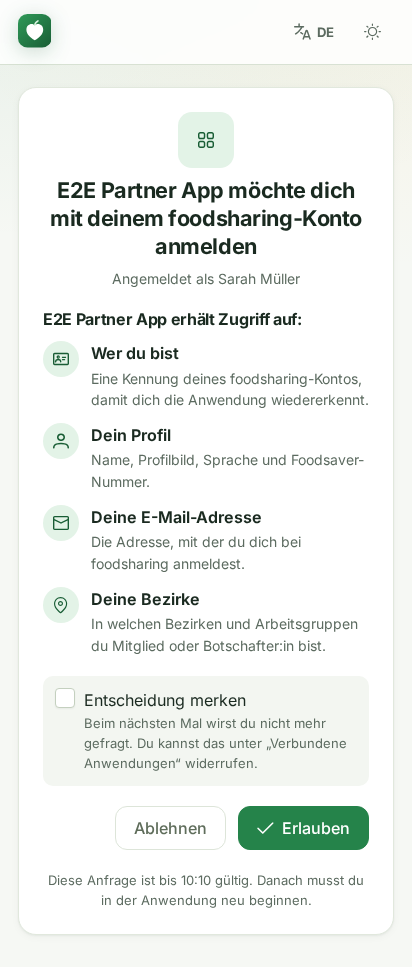 DE
E2E Partner App möchte dich
mit deinem foodsharing-Konto
anmelden
Angemeldet als Sarah Müller
E2E Partner App erhält Zugriff auf:
Wer du bist
Eine Kennung deines foodsharing-Kontos,
damit dich die Anwendung wiedererkennt.
Dein Profil
Name, Profilbild, Sprache und Foodsaver-
Nummer.
Deine E-Mail-Adresse
Die Adresse, mit der du dich bei
foodsharing anmeldest.
Deine Bezirke
In welchen Bezirken und Arbeitsgruppen
du Mitglied oder Botschafter:in bist.
Entscheidung merken
Beim nächsten Mal wirst du nicht mehr
gefragt. Du kannst das unter „Verbundene
Anwendungen“ widerrufen.
Ablehnen
Erlauben
Diese Anfrage ist bis 10:10 gültig. Danach musst du
in der Anwendung neu beginnen.